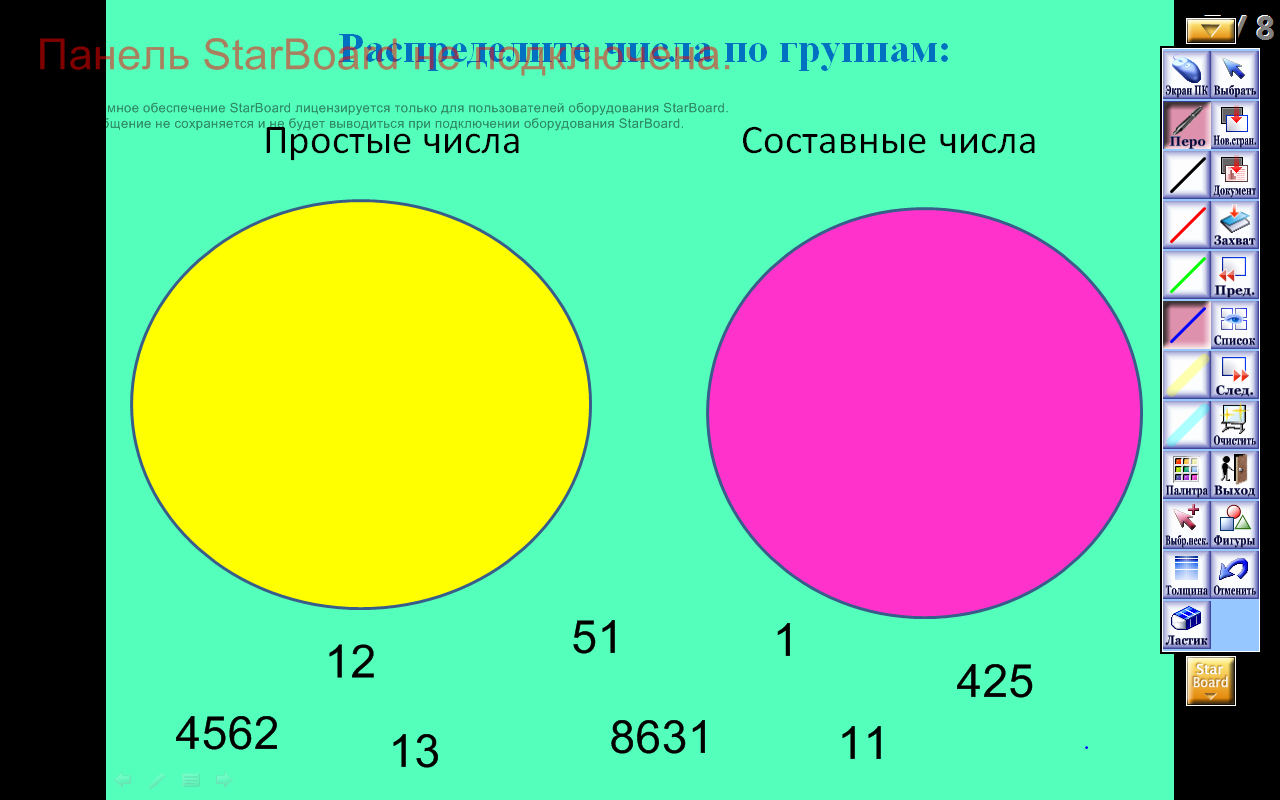 Распределите числа по группам:
Панель StarBoard не подключена.
мное обеспечение StarBoard лицензируется только для пользователей оборудования StarBoard.
бщение не сохраняется и не будет выводиться при подключении оборудования StarBoard.
Простые числа
Составные числа
12
51
1
425
4562
13
8631
11
/ 8
Экран ПК
Выбрать
Перо
Нов.стран.
Документ
Захват
Пред.
Список
След.
Очистить
Палитра
Выход
Выбр.неск.
Фигуры
Толщина
Отменить
Ластик
Star
Board